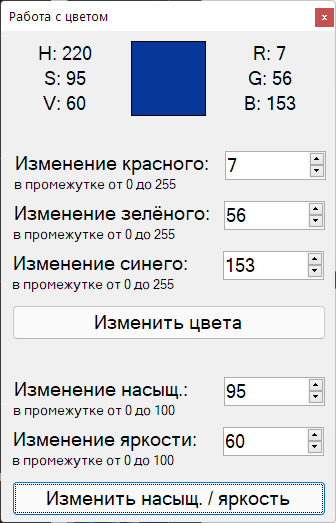 Работа с цветом
x
H: 220
R: 7
S: 95
G: 56
V: 60
B: 153
Изменение красного:
7
в промежутке от 0 до 255
Изменение зелёного:
56
в промежутке от 0 до 255
Изменение синего:
153
в промежутке от 0 до 255
Изменить цвета
Изменение насыщ.:
95
в промежутке от 0 до 100
Изменение яркости:
60
в промежутке от 0 до 100
Изменить насыщ. / яркость